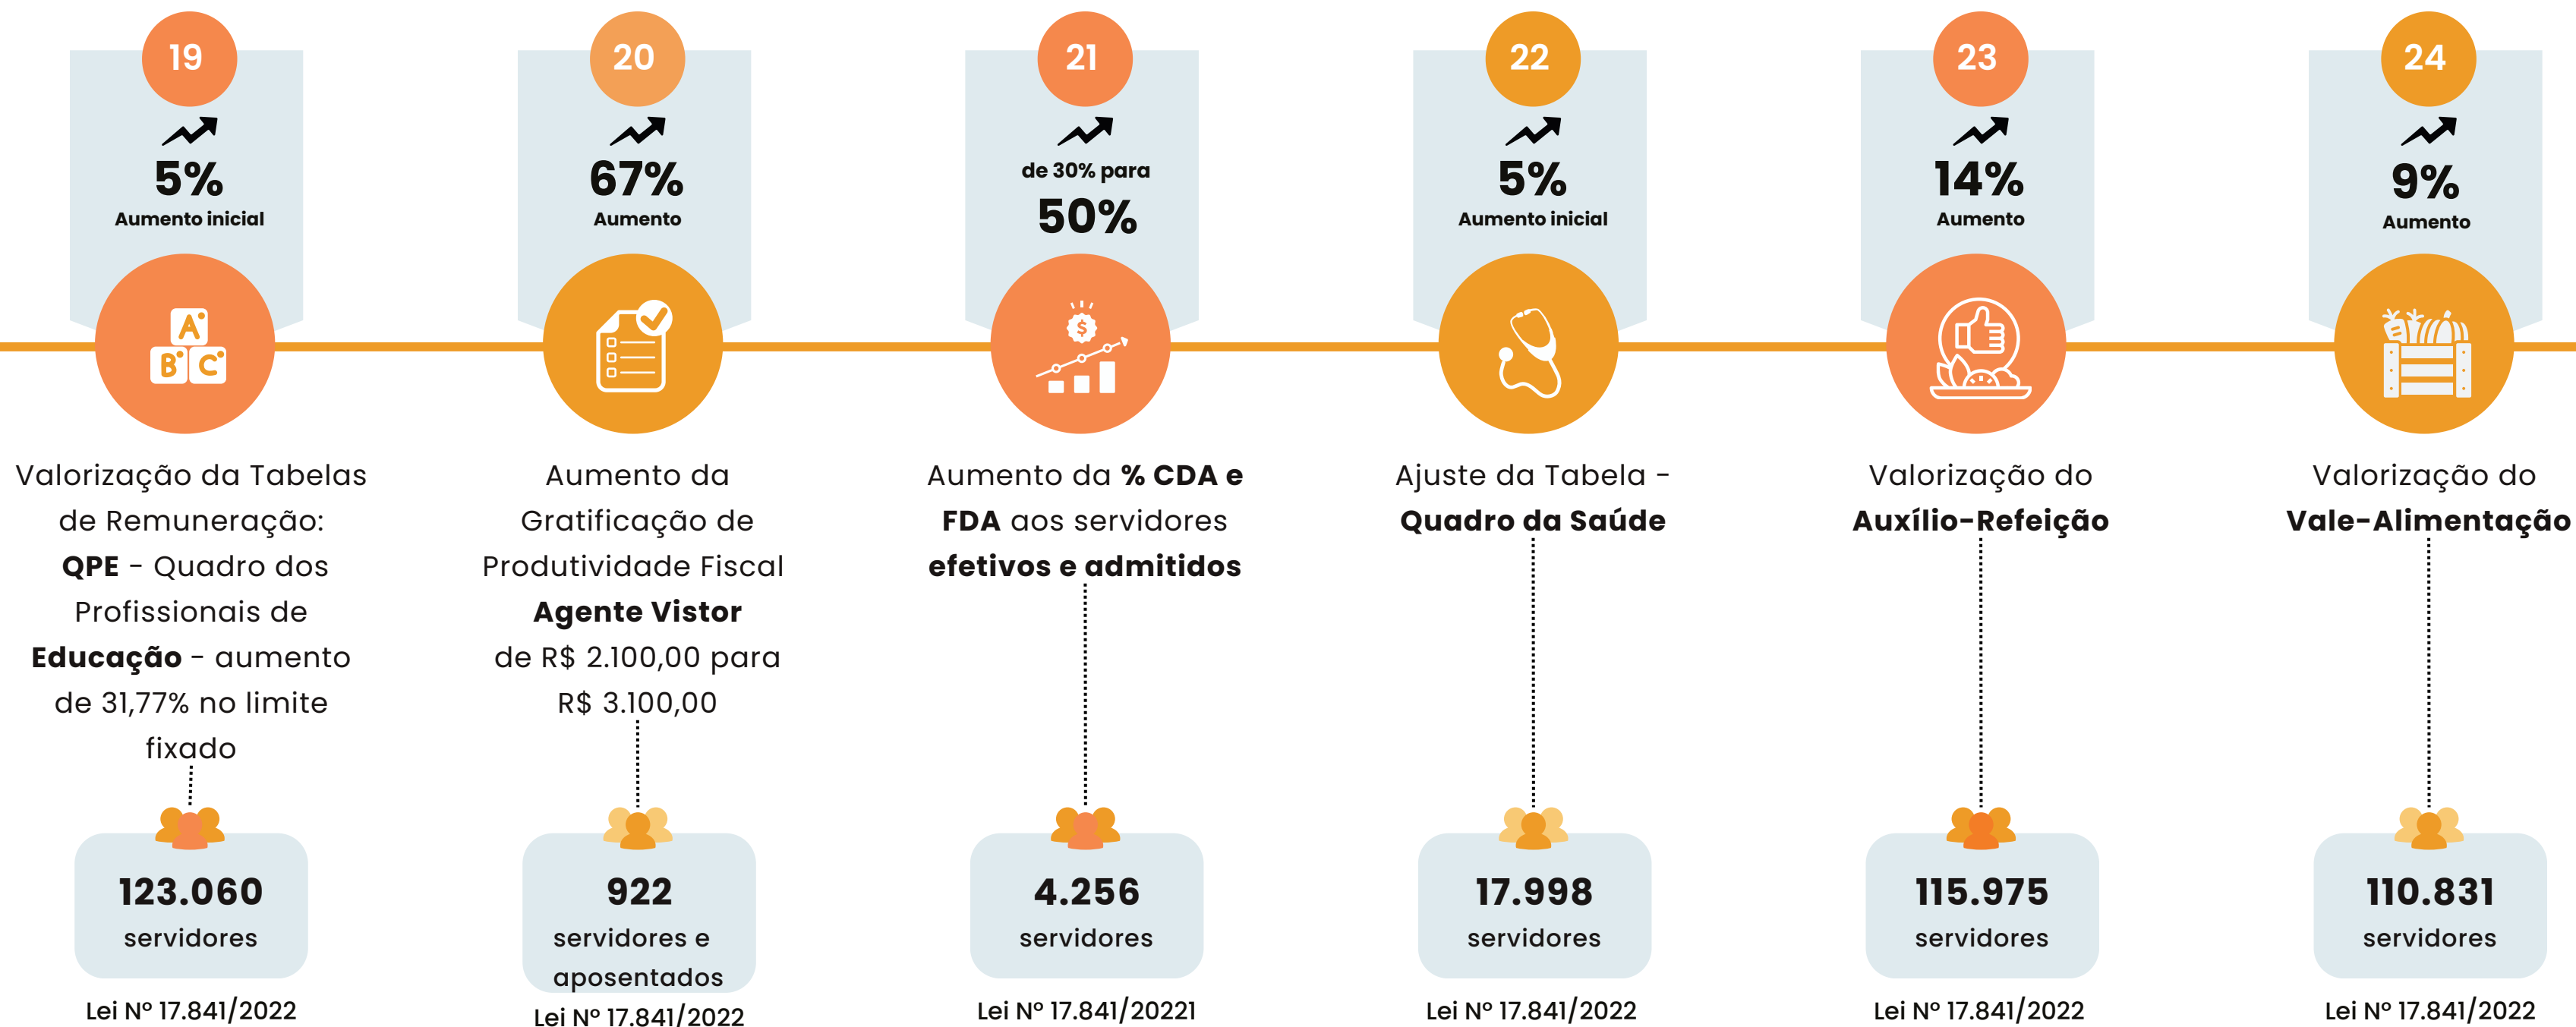 19
5%
Aumento inicial
A
B C
Valorização da Tabelas
de Remuneração:
QPE - Quadro dos
Profissionais de
Educação - aumento
de 31,77% no limite
fixado
123.060
servidores
Lei Nº 17.841/2022
20
67%
Aumento
Aumento da
Gratificação de
Produtividade Fiscal
Agente Vistor
de R$ 2.100,00 para
R$ 3.100,00
922
servidores e
aposentados
Lei Nº 17.841/2022
21
de 30% para
50%
$
Aumento da % CDA e
FDA aos servidores
efetivos e admitidos
4.256
servidores
Lei Nº 17.841/20221
22
5%
Aumento inicial
Ajuste da Tabela -
Quadro da Saúde
17.998
servidores
Lei Nº 17.841/2022
23
14%
Aumento
Valorização do
Auxílio-Refeição
115.975
servidores
Lei Nº 17.841/2022
24
9%
Aumento
Valorização do
Vale-Alimentação
110.831
servidores
Lei Nº 17.841/2022